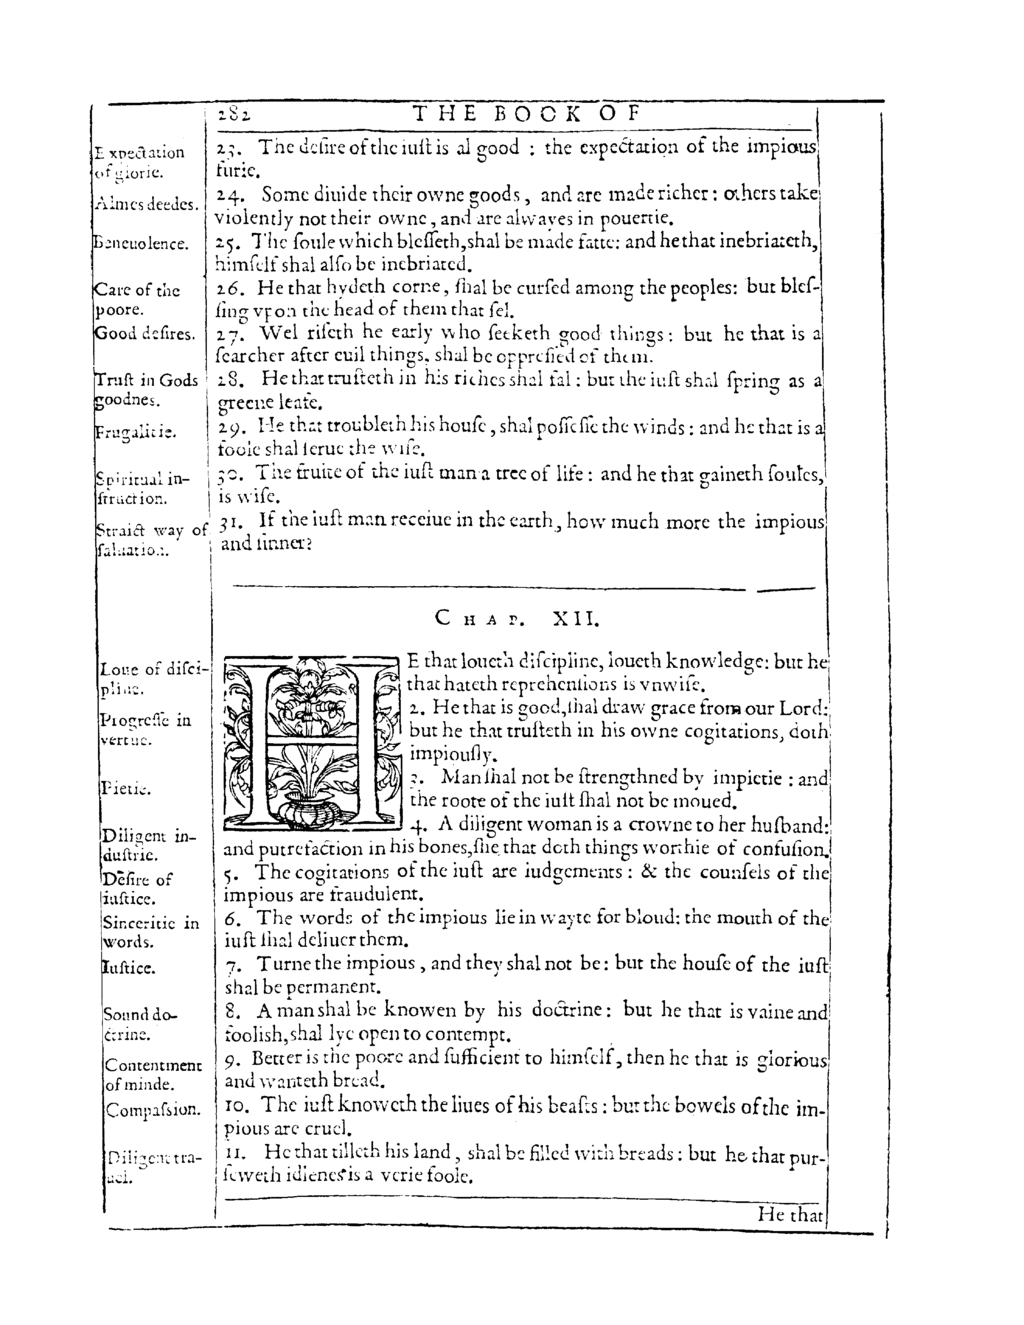 282 THE BOOK OF
Expectation
of glorie.
Almes deedes.
Beneuolence.
Care of the
poore.
Good desires.
Truſt in Gods
goodnes.
Frugalitie.
Spiritual in-
ſtruction.
Straict way of
ſaluation.
23. The deſire of the iuſt is al good : the expectation of the impious
furie.
24. Some diuide their owne goods, and are made richer: others take
violently not their owne, and are alwayes in pouertie.
25. The ſoule which bleſſeth, shal be made fatte: and he that inebriateth,
himſelf shal alſo be inebriated.
26. He that hydeth corne, ſhal be curſed among the peoples: but bleſ-
ſing vpon the head of them that ſel.
27. Wel riſeth he early who ſeeketh good things: but he that is a
ſearcher after euil things, shal be oppreſſed of them.
28. He that truſteth in his riches shal fal: but the iuſt shal ſpring as a
greene leafe.
29. He that troubleth his houſe, shal poſſeſſe the winds: and he that is a
foole shal ſerue the wiſe.
30. The fruite of the iuſt man a tree of life: and he that gaineth ſoules,
is wiſe.
31. If the iuſt man receiue in the earth, how much more the impious
and ſinner?
CHAP. XII.
Loue of diſci-
pline.
Progreſſe in
vertue.
Pietie.
Diligent in-
duſtrie.
Deſire of
iuſtice.
Sinceritie in
words.
Iuſtice.
Sound do-
ctrine.
Contentment
of minde.
Compaſsion.
Diligent tra-
uel.
HE that loueth diſcipline, loueth knowledge: but he
that hateth reprehenſions is vnwiſe.
2. He that is good, ſhal draw grace from our Lord:
but he that truſteth in his owne cogitations, doth
impiouſly.
3. Man ſhal not be ſtrengthned by impietie: and
the roote of the iuſt ſhal not be moued.
4. A diligent woman is a crowne to her huſband:
and putrefaction in his bones, ſhe that doth things worthie of confuſion.
5. The cogitations of the iuſt are iudgements: & the counſels of the
impious are fraudulent.
6. The words of the impious lie in wayte for bloud: the mouth of the
iuſt ſhal deliuer them.
7. Turne the impious, and they shal not be: but the houſe of the iuſt
shal be permanent.
8. A man shal be knowen by his doctrine: but he that is vaine and
foolish, shal lye open to contempt.
9. Better is the poore and ſufficient to himſelf, then he that is glorious
and wanteth bread.
10. The iuſt knoweth the liues of his beaſts: but the bowels of the im-
pious are cruel.
11. He that tilleth his land, shal be filled with breads: but he that pur-
ſeweth idlenes is a verie foole.
He that